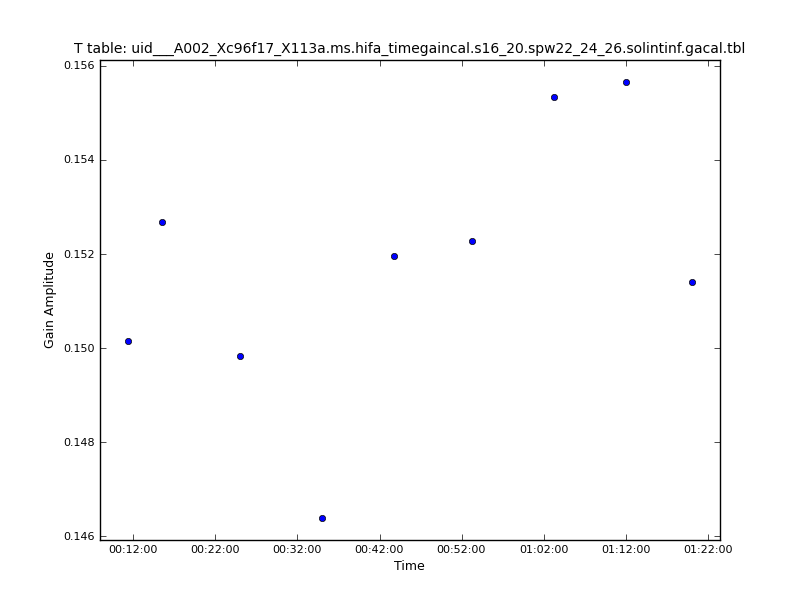 T table: uid___A002_Xc96f17_X113a.ms.hifa_timegaincal.s16_20.spw22_24_26.solintinf.gacal.tbl
0.156
0.154
0.152
0.150
0.148
0.146
Gain Amplitude
00:12:00 00:22:00 00:32:00 00:42:00 00:52:00 01:02:00 01:12:00 01:22:00
Time